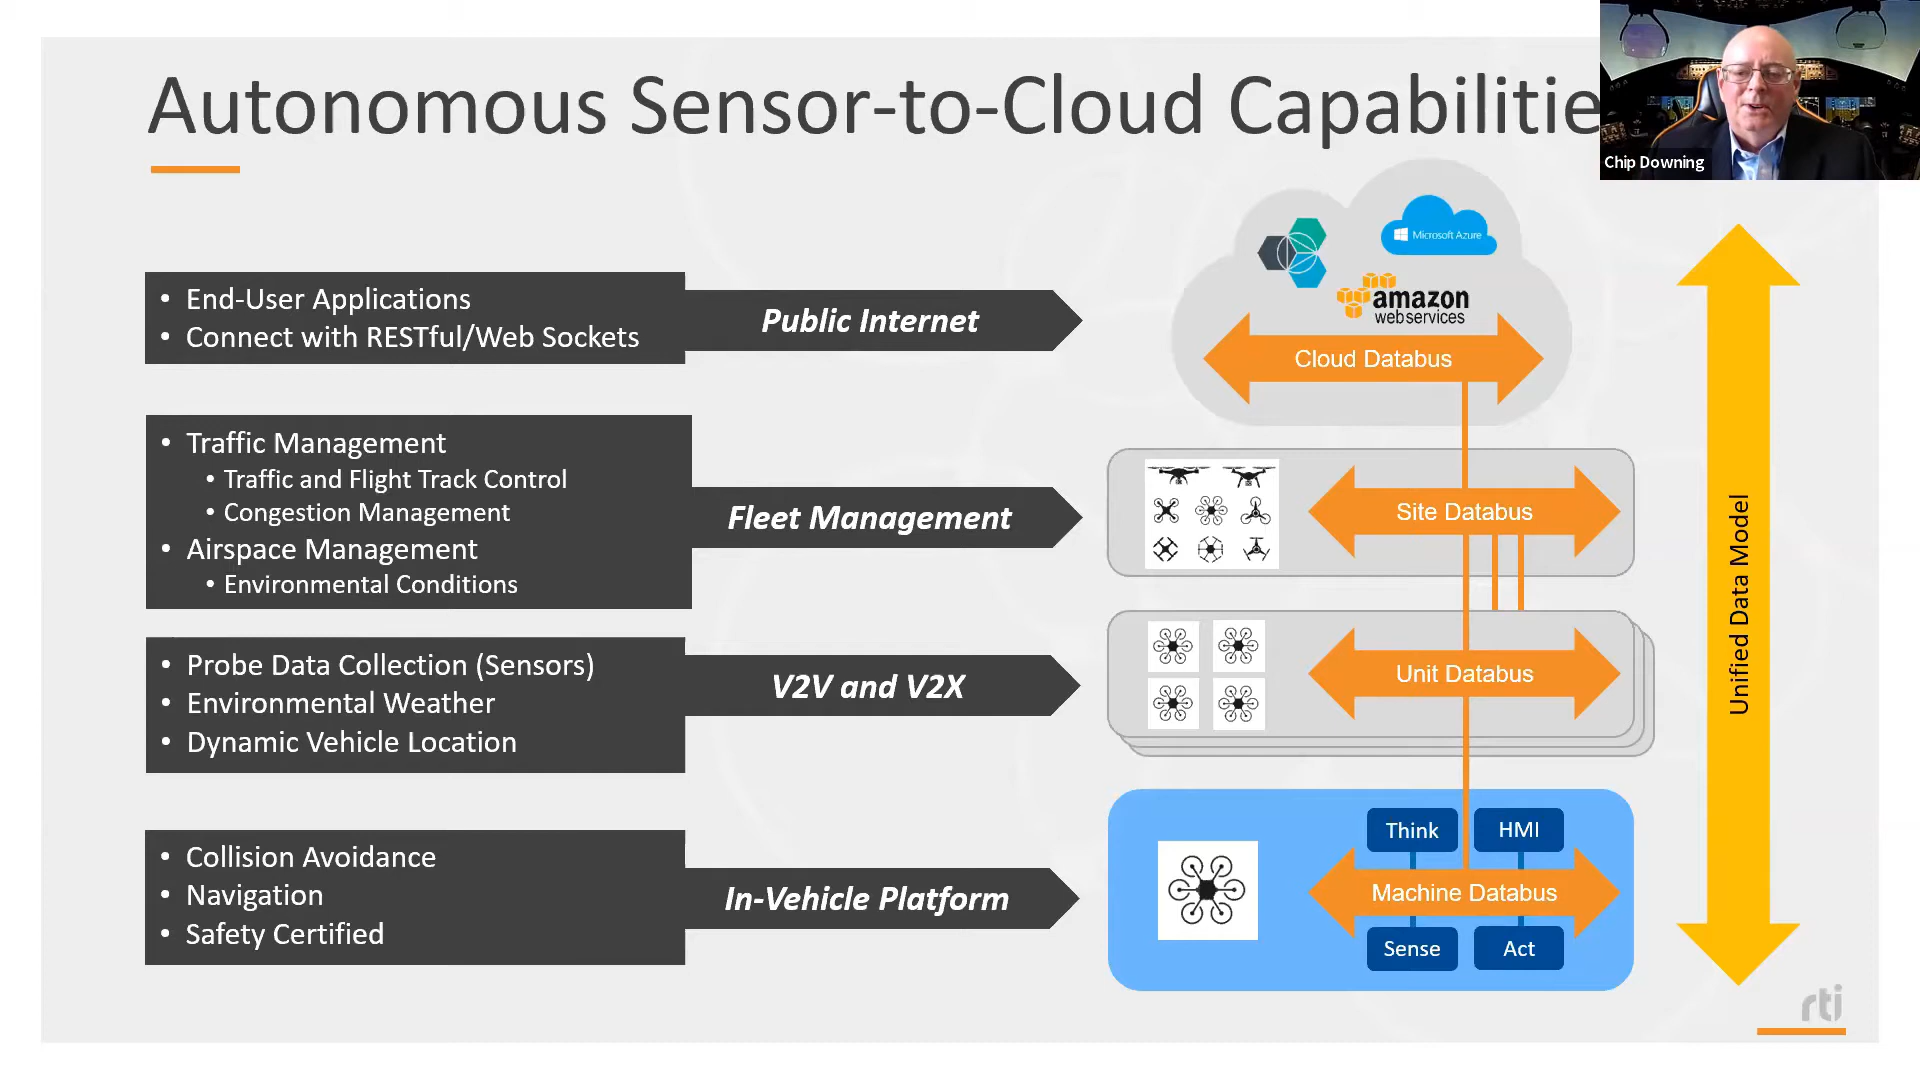 Autonomous Sensor-to-Cloud Capabilitie
Chip Downing
• End-User Applications
• Connect with RESTful/Web Sockets
Public Internet
Microsoft Azure
amazon
webservices
Cloud Databus
• Traffic Management
• Traffic and Flight Track Control
• Congestion Management
• Airspace Management
• Environmental Conditions
Fleet Management
Site Databus
• Probe Data Collection (Sensors)
• Environmental Weather
• Dynamic Vehicle Location
V2V and V2X
Unit Databus
• Collision Avoidance
• Navigation
• Safety Certified
In-Vehicle Platform
Think
HMI
Machine Databus
Sense
Act
Unified Data Model
rti